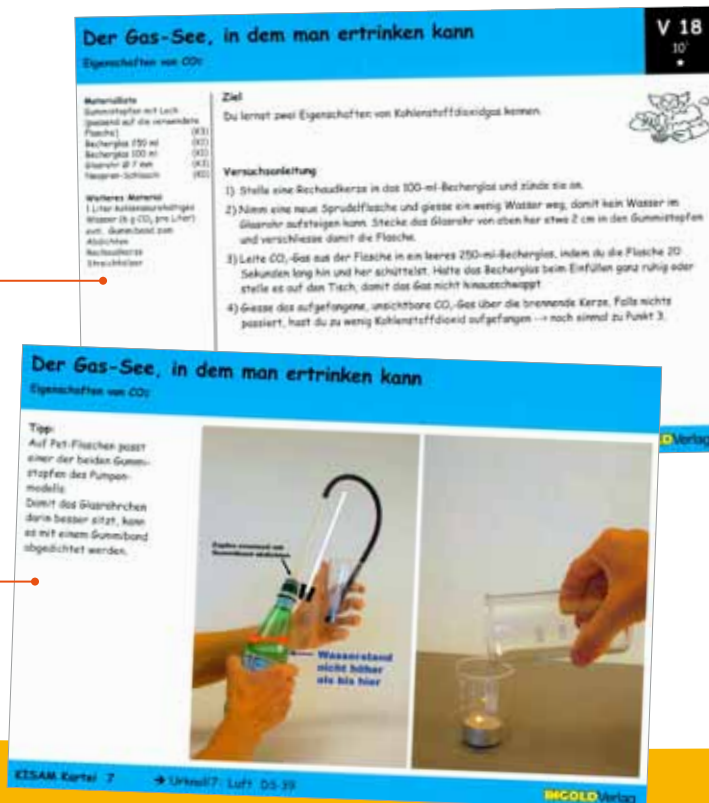 Der Gas-See, in dem man ertrinken kann
Eigenschaften von CO₂
V 18
10'
Materialliste
Gummistopfen mit Loch
(passend auf die verwendete
Flasche) (K3)
Becherglas 250 ml
Becherglas 100 ml
Glasrohr Ø 7 mm
Neopren-Schlauch
Weiteres Material
1 Liter kohlensäurehaltiges
Wasser (6 g CO₂ pro Liter)
evt. Gummiband zum
Abdichten
Rechaudkerze
Streichhölzer
Ziel
Du lernst zwei Eigenschaften von Kohlenstoffdioxidgas kennen.
Versuchsanleitung
1) Stelle eine Rechaudkerze in das 100-ml-Becherglas und zünde sie an.
2) Nimm eine neue Sprudelflasche und giesse ein wenig Wasser weg, damit kein Wasser im
Glasrohr aufsteigen kann. Stecke das Glasrohr von oben her etwa 2 cm in den Gummistopfen
und verschliesse damit die Flasche.
3) Leite CO₂-Gas aus der Flasche in ein leeres 250-ml-Becherglas, indem du die Flasche 20
Sekunden lang hin und her schüttelst. Halte das Becherglas beim Einfüllen ganz ruhig oder
stelle es auf den Tisch, damit das Gas nicht hinausschwappt.
4) Giesse das aufgefangene, unsichtbare CO₂-Gas über die brennende Kerze. Falls nichts
passiert, hast du zu wenig Kohlenstoffdioxid aufgefangen --> noch einmal zu Punkt 3.
DVerlag
Der Gas-See, in dem man ertrinken kann
Eigenschaften von CO₂
Tipp:
Auf Pet-Flaschen passt
einer der beiden Gummi-
stopfen des Pumpen-
modells.
Damit das Glasröhrchen
darin besser sitzt, kann
es mit einem Gummiband
abgedichtet werden.
Zapfen eventuell mit
Gummiband abdichten
Wasserstand
nicht höher
als bis hier
KISAM Kartei 7 → Urknall7: Luft D5-39
INGOLDVerlag